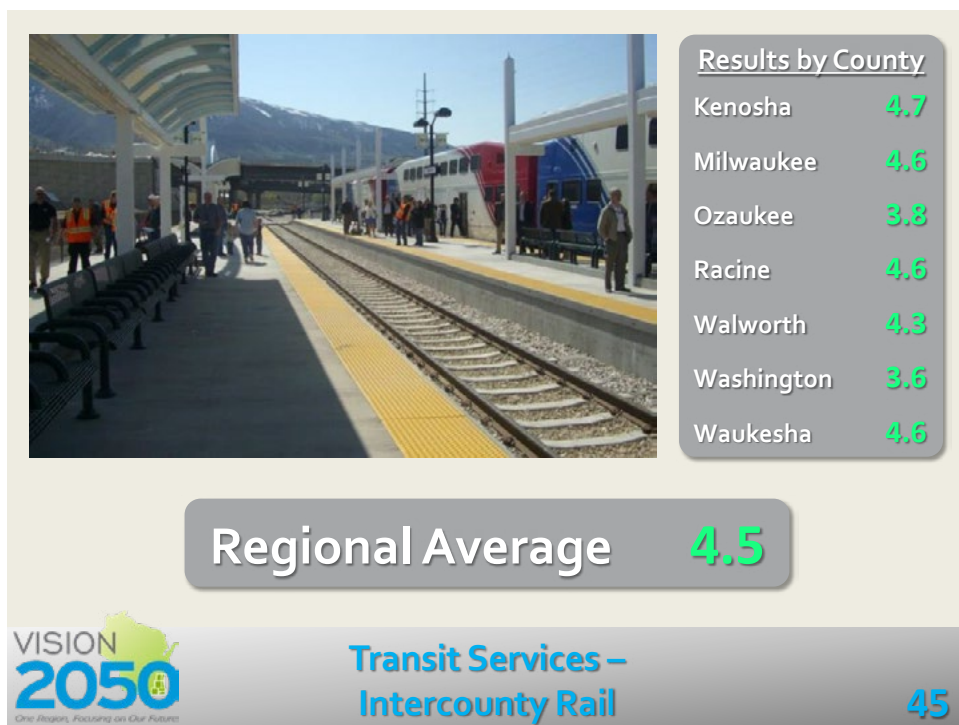 Results by County
Kenosha 4.7
Milwaukee 4.6
Ozaukee 3.8
Racine 4.6
Walworth 4.3
Washington 3.6
Waukesha 4.6
Regional Average 4.5
VISION
2050
One Region, Focusing on Our Future
Transit Services –
Intercounty Rail
45